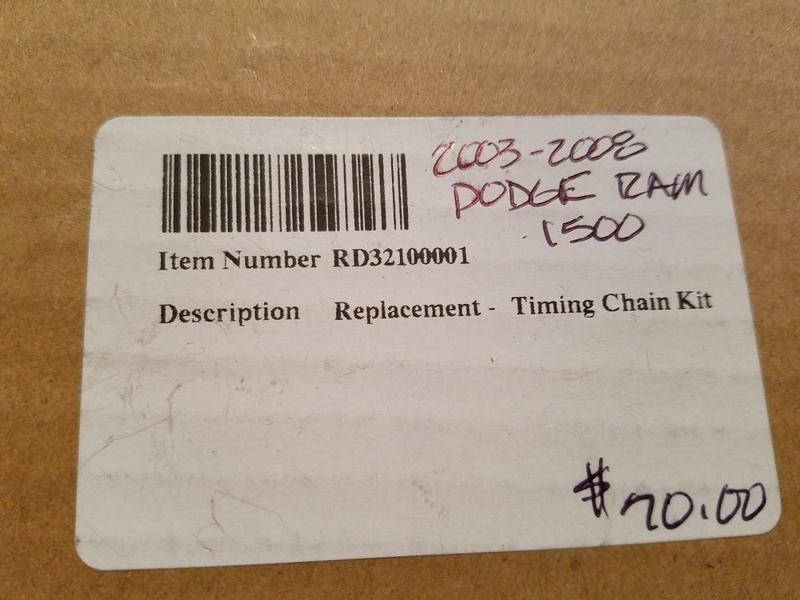 2003-2008
DODGE RAM
1500
Item Number RD32100001
Description Replacement - Timing Chain Kit
$70.00